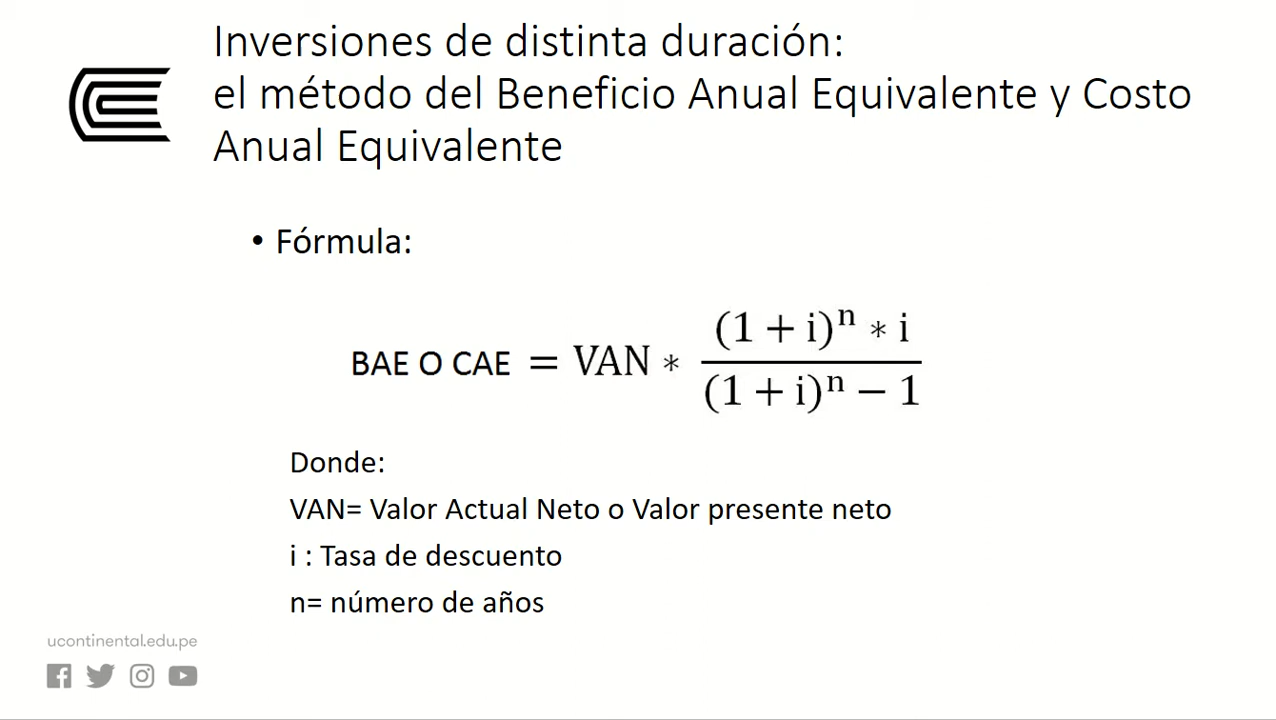 Inversiones de distinta duración:
el método del Beneficio Anual Equivalente y Costo
Anual Equivalente
• Fórmula:
BAE O CAE = VAN * (1 + i)ⁿ * i
(1 + i)ⁿ − 1
Donde:
VAN= Valor Actual Neto o Valor presente neto
i : Tasa de descuento
n= número de años
ucontinental.edu.pe